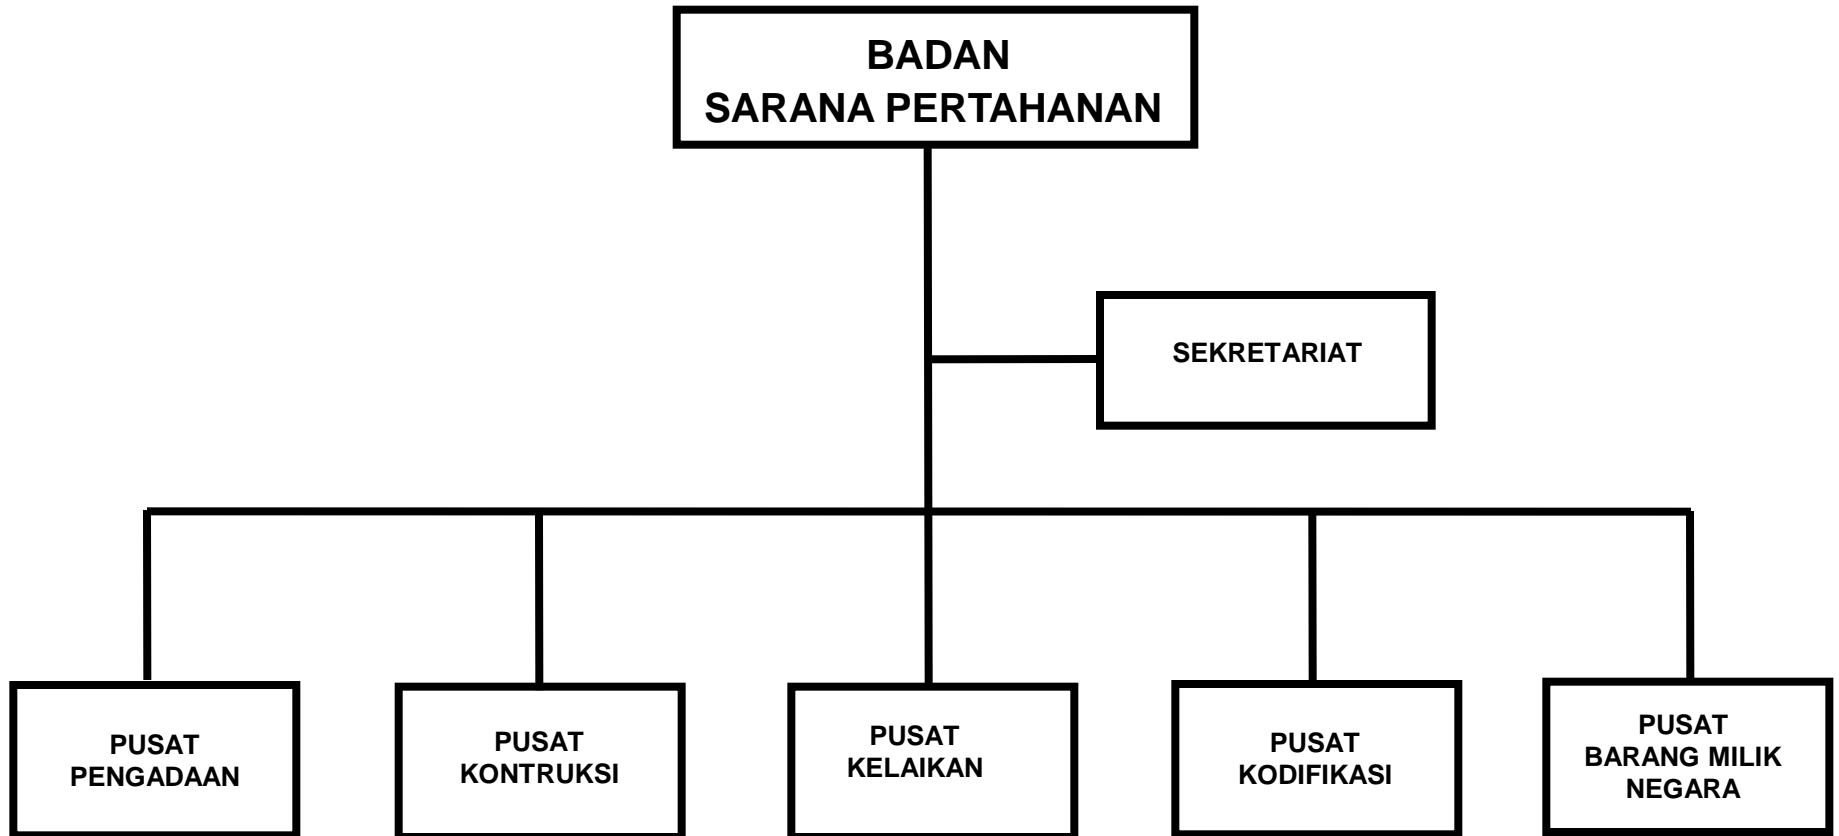 BADAN
SARANA PERTAHANAN
SEKRETARIAT
PUSAT
PENGADAAN
PUSAT
KONTRUKSI
PUSAT
KELAIKAN
PUSAT
KODIFIKASI
PUSAT
BARANG MILIK
NEGARA